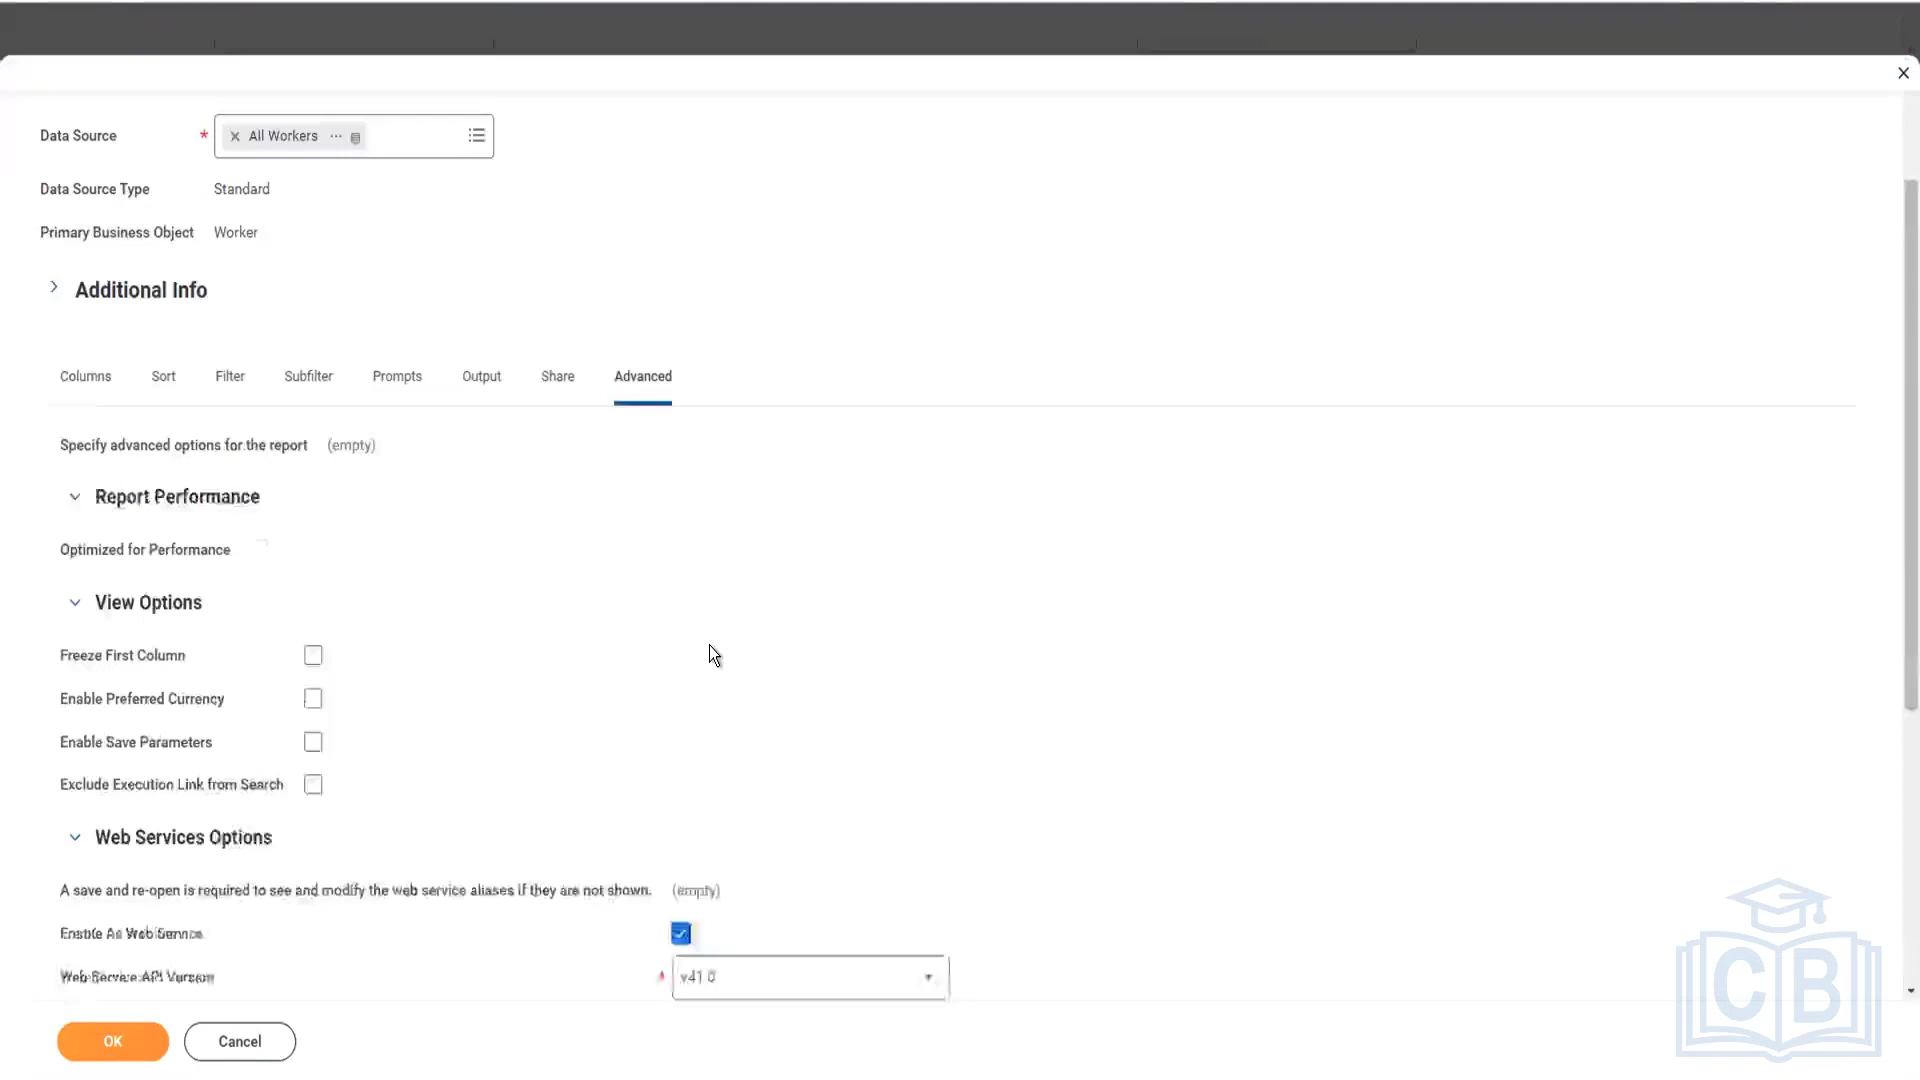 Data Source * All Workers
Data Source Type Standard
Primary Business Object Worker
Additional Info
Columns Sort Filter Subfilter Prompts Output Share Advanced
Specify advanced options for the report (empty)
Report Performance
Optimized for Performance
View Options
Freeze First Column
Enable Preferred Currency
Enable Save Parameters
Exclude Execution Link from Search
Web Services Options
A save and re-open is required to see and modify the web service aliases if they are not shown. (empty)
Enable As Web Service
Web Service API Version * v41.0
OK Cancel
CB